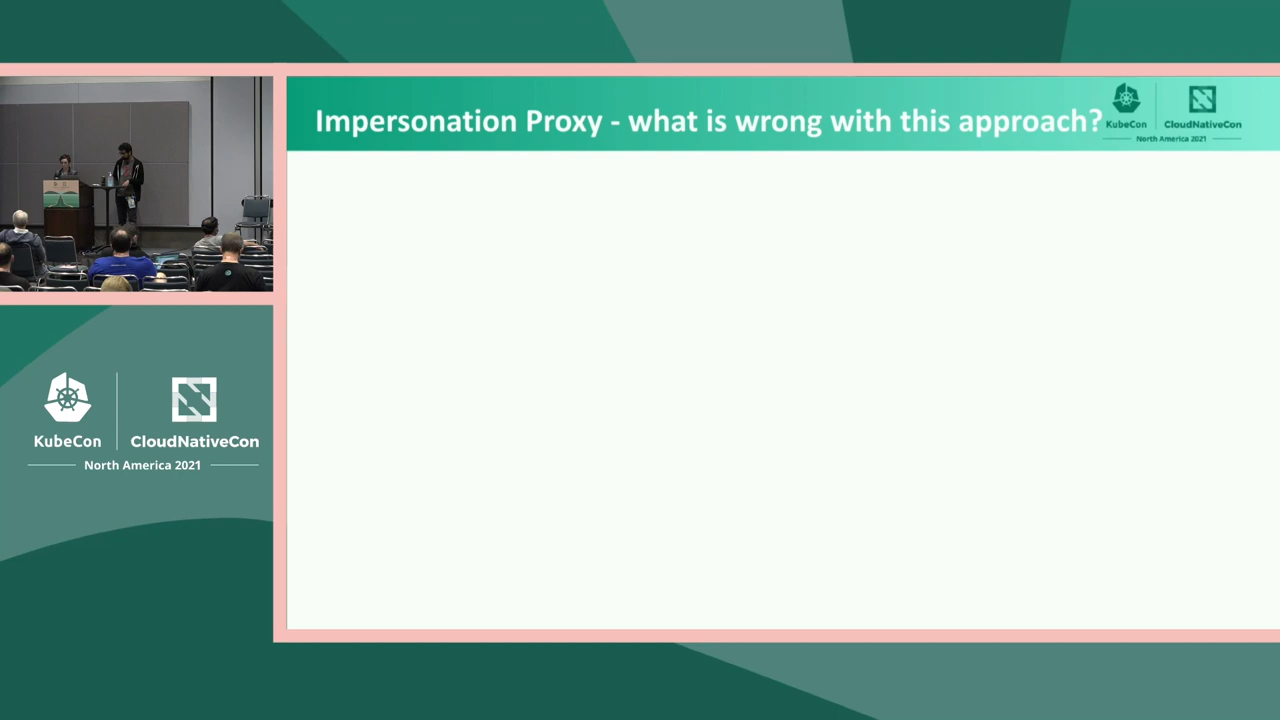 Impersonation Proxy - what is wrong with this approach?
KubeCon
CloudNativeCon
North America 2021
KubeCon
CloudNativeCon
North America 2021